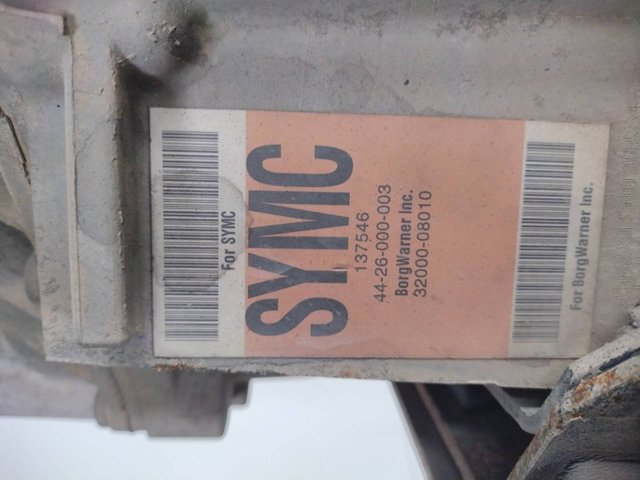 For SYMC
SYMC
137546
44-26-000-003
BorgWarner Inc.
32000-08010
For BorgWarner Inc.